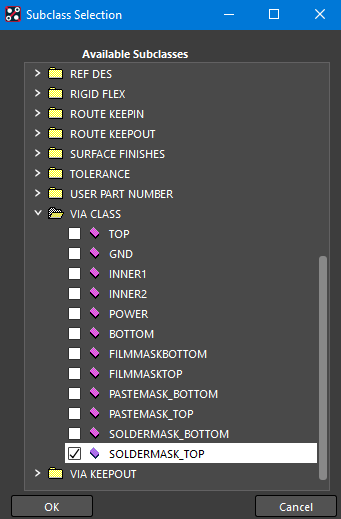 Subclass Selection
Available Subclasses
REF DES
RIGID FLEX
ROUTE KEEPIN
ROUTE KEEPOUT
SURFACE FINISHES
TOLERANCE
USER PART NUMBER
VIA CLASS
TOP
GND
INNER1
INNER2
POWER
BOTTOM
FILMMASKBOTTOM
FILMMASKTOP
PASTEMASK_BOTTOM
PASTEMASK_TOP
SOLDERMASK_BOTTOM
SOLDERMASK_TOP
VIA KEEPOUT
OK Cancel